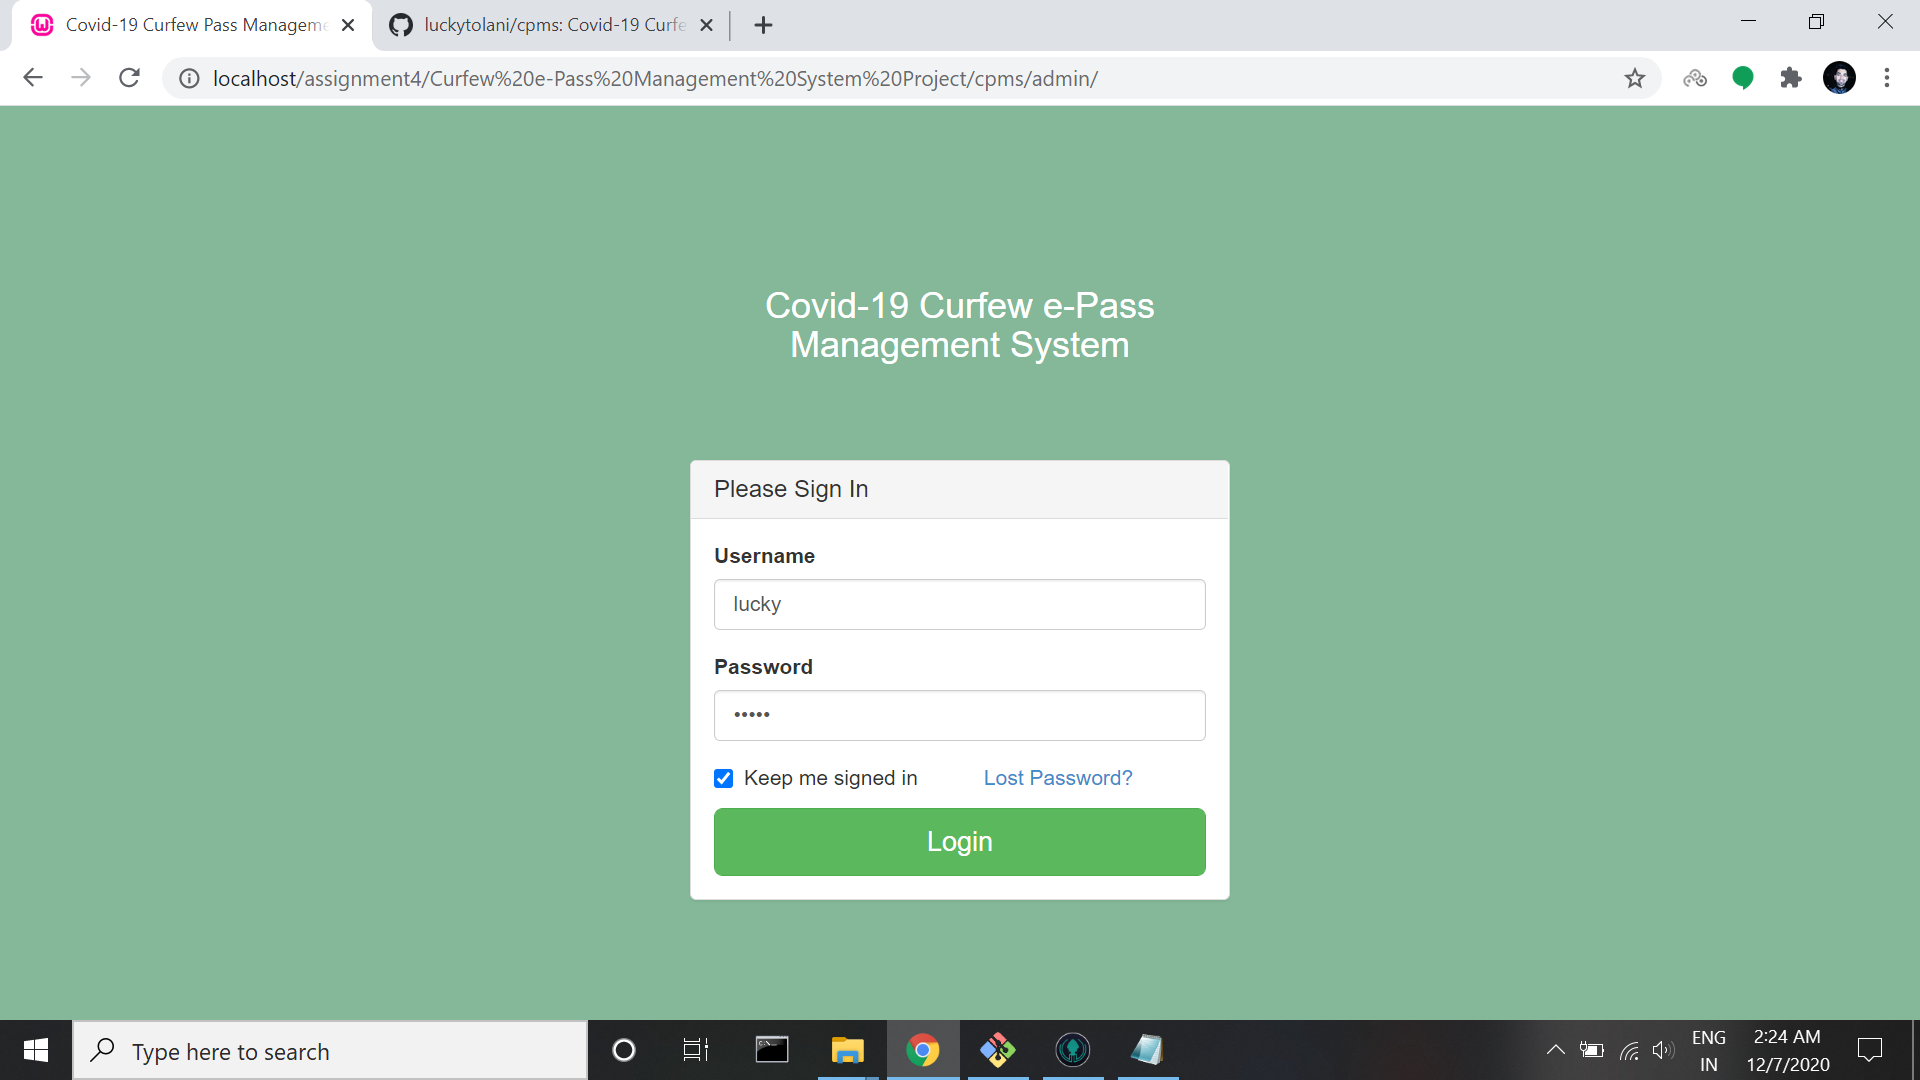 Covid-19 Curfew Pass Manageme
luckytolani/cpms: Covid-19 Curfe
localhost/assignment4/Curfew%20e-Pass%20Management%20System%20Project/cpms/admin/
Covid-19 Curfew e-Pass
Management System
Please Sign In
Username
lucky
Password
•••••
Keep me signed in
Lost Password?
Login
Type here to search
ENG
IN
2:24 AM
12/7/2020